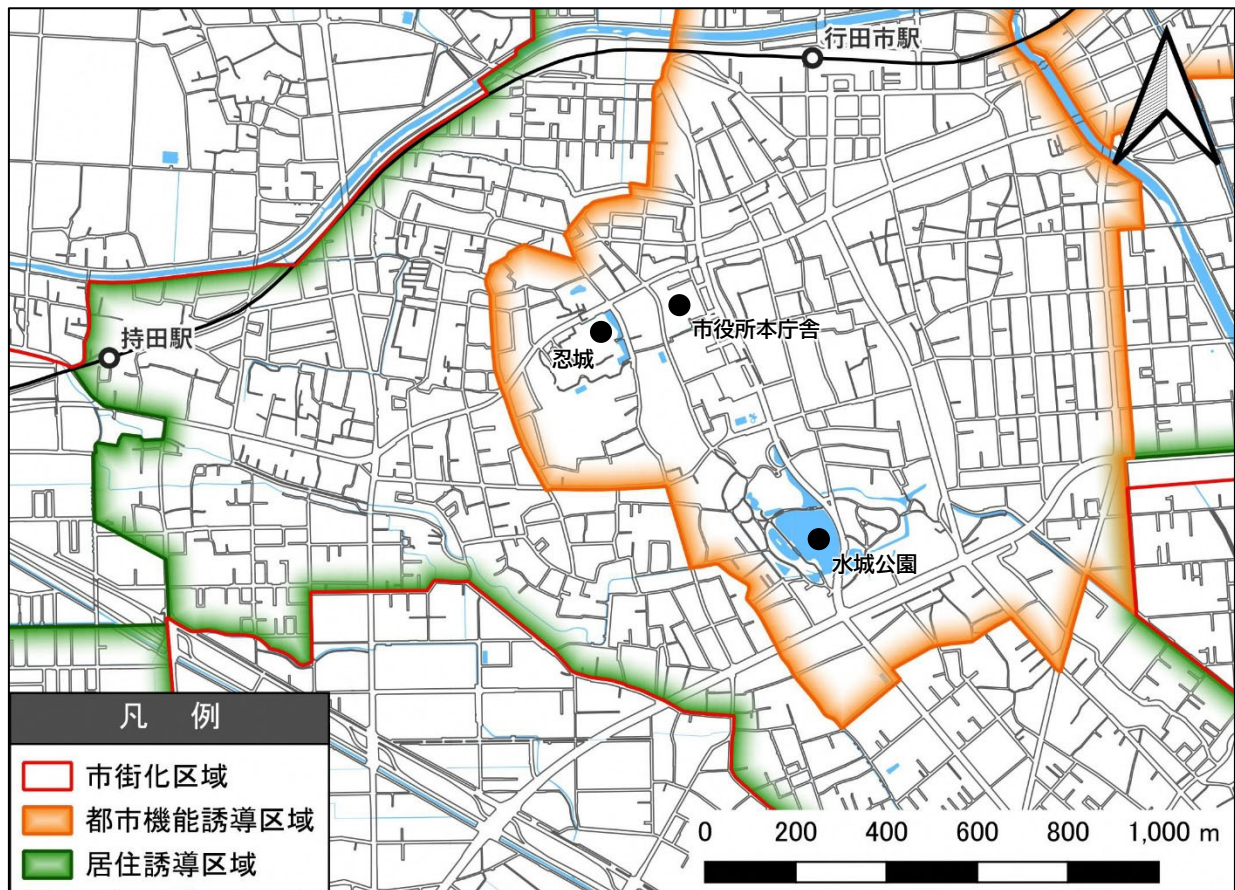 行田市駅
持田駅
市役所本庁舎
忍城
水城公園
凡 例
市街化区域
都市機能誘導区域
居住誘導区域
0 200 400 600 800 1,000 m